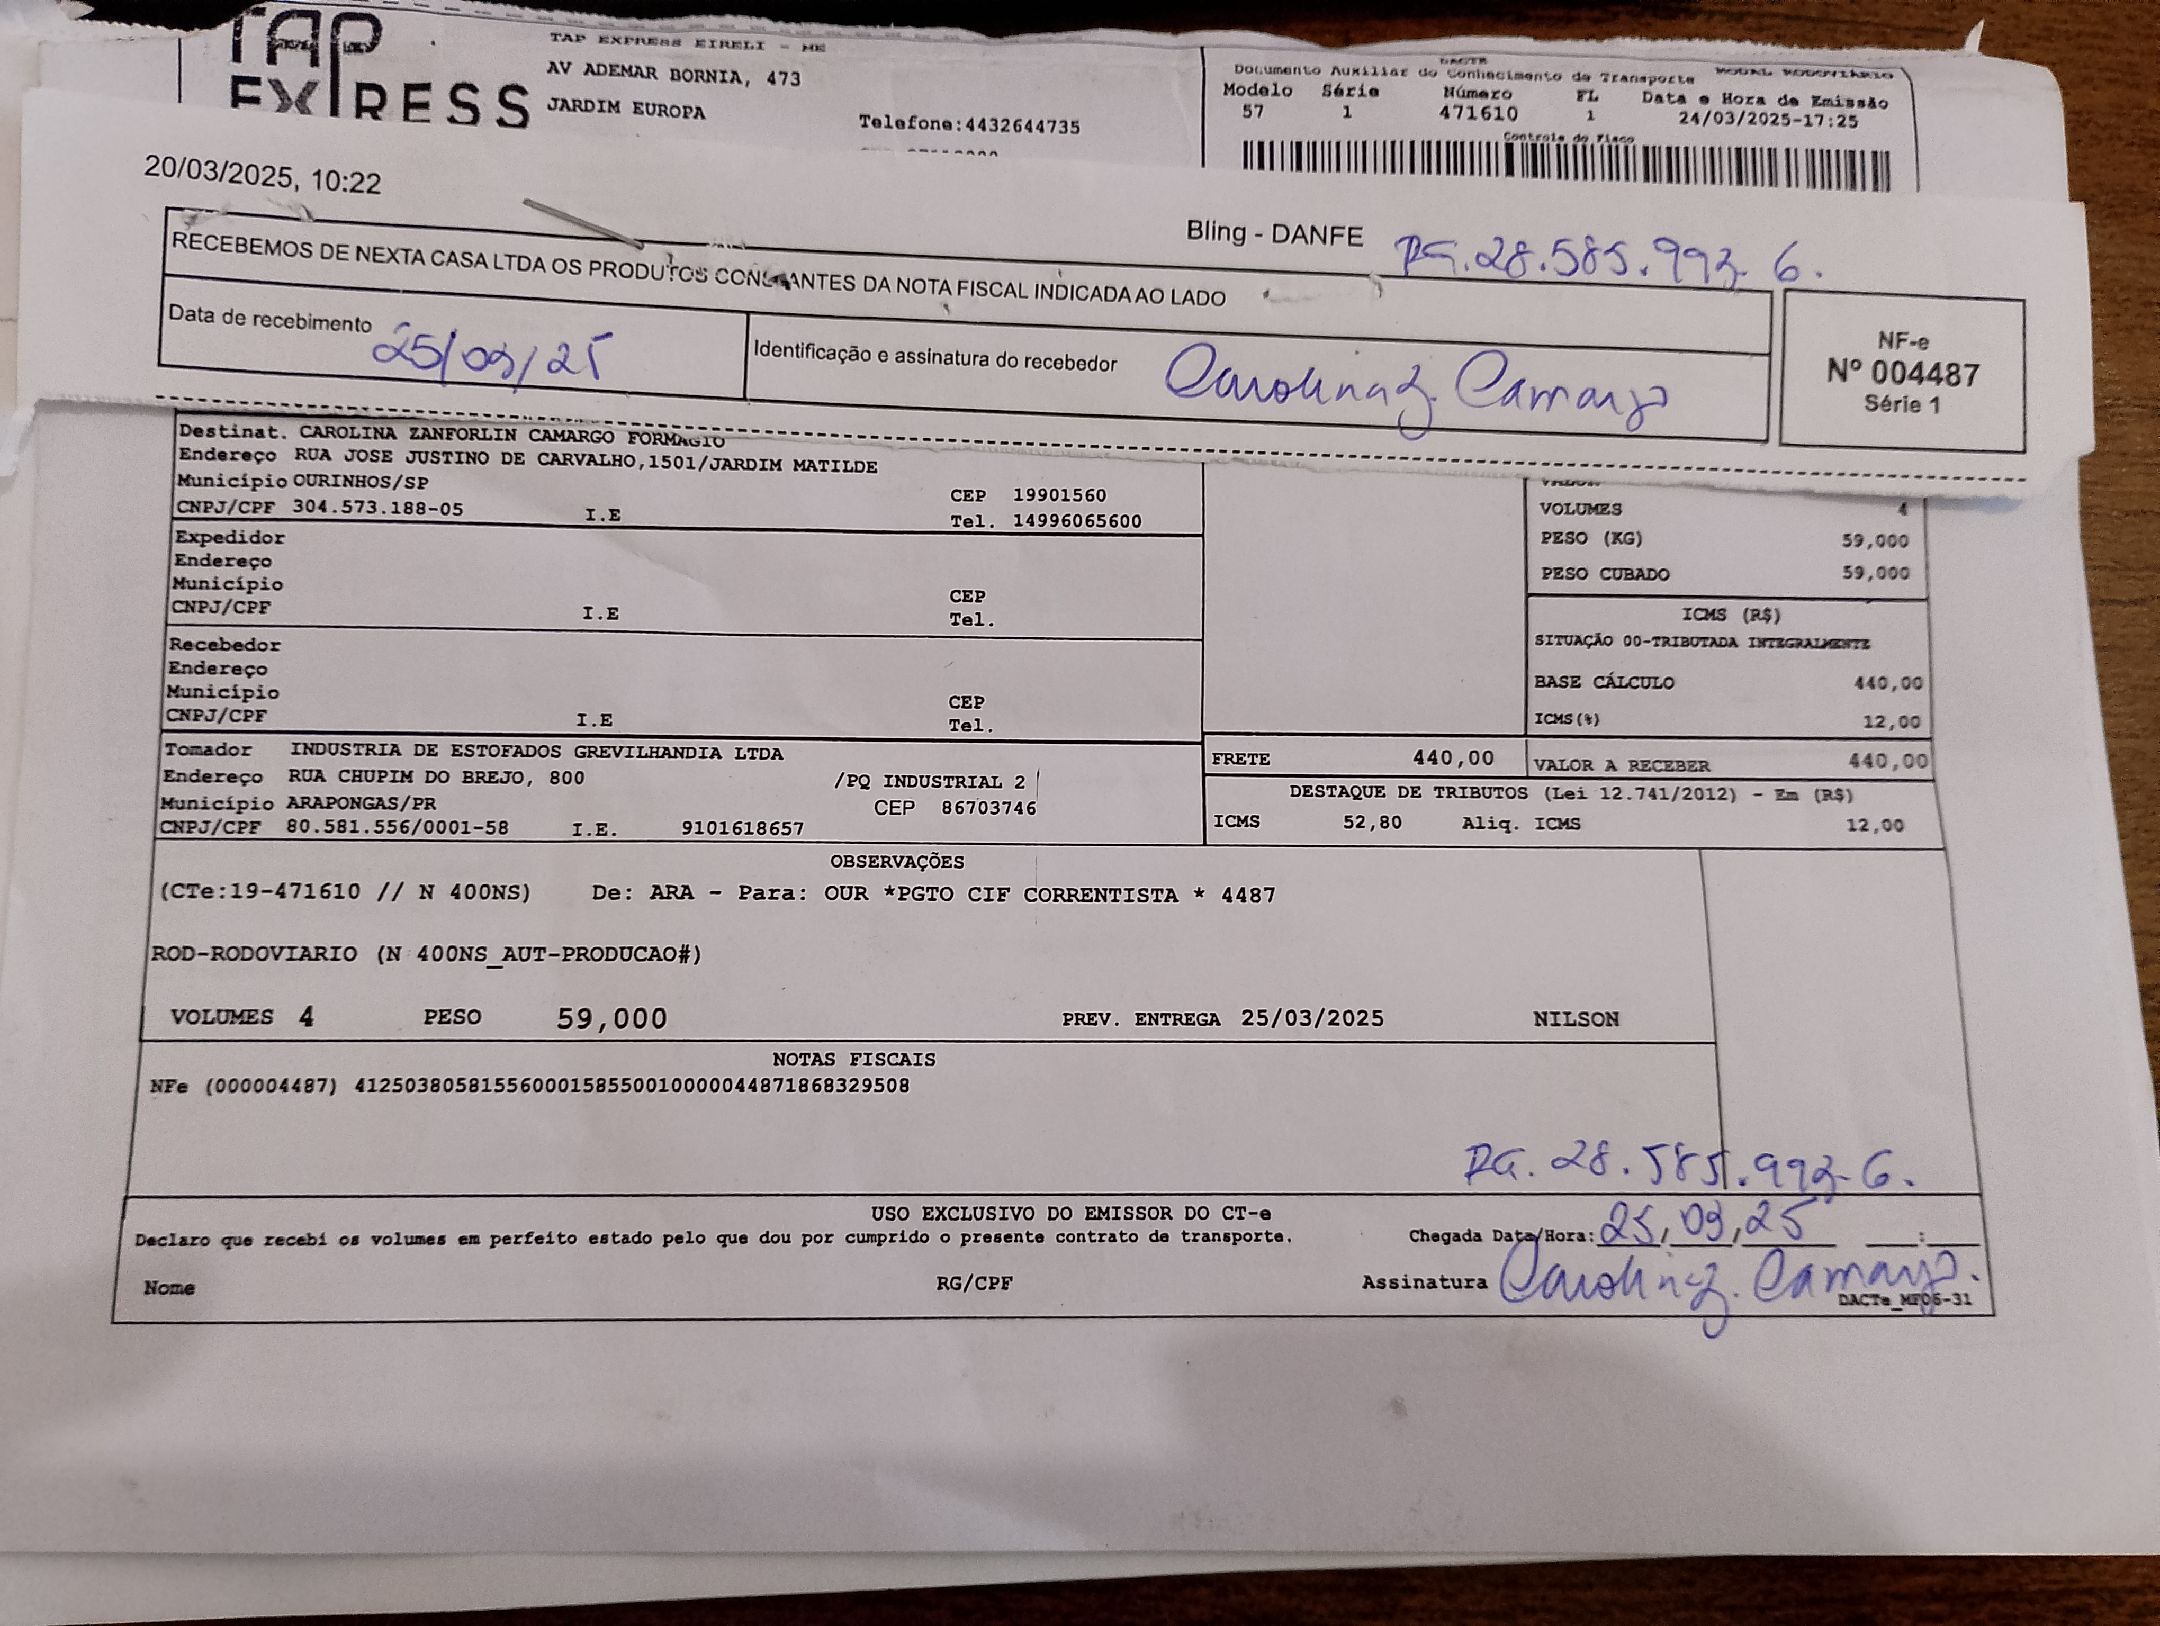 TAP
EXPRESS
TAP EXPRESS EIRELI - ME
AV ADEMAR BORNIA, 473
JARDIM EUROPA
Telefone:4432644735
DACTE
Documento Auxiliar do Conhecimento de Transporte MODAL RODOVIÁRIO
Modelo Série Número FL Data e Hora de Emissão
57 1 471610 1 24/03/2025-17:25
Controle do Fisco
20/03/2025, 10:22
Bling - DANFE
RG.28.585.993-6.
RECEBEMOS DE NEXTA CASA LTDA OS PRODUTOS CONSTANTES DA NOTA FISCAL INDICADA AO LADO
Data de recebimento 25/03/25
Identificação e assinatura do recebedor Carolina Z. Camargo
NF-e
Nº 004487
Série 1
Destinat. CAROLINA ZANFORLIN CAMARGO FORMAGIO
Endereço RUA JOSE JUSTINO DE CARVALHO,1501/JARDIM MATILDE
Município OURINHOS/SP CEP 19901560
CNPJ/CPF 304.573.188-05 I.E Tel. 14996065600
Expedidor
Endereço
Município CEP
CNPJ/CPF I.E Tel.
Recebedor
Endereço
Município CEP
CNPJ/CPF I.E Tel.
VALOR
VOLUMES 4
PESO (KG) 59,000
PESO CUBADO 59,000
ICMS (R$)
SITUAÇÃO 00-TRIBUTADA INTEGRALMENTE
BASE CÁLCULO 440,00
ICMS(%) 12,00
Tomador INDUSTRIA DE ESTOFADOS GREVILHANDIA LTDA
Endereço RUA CHUPIM DO BREJO, 800 /PQ INDUSTRIAL 2
Município ARAPONGAS/PR CEP 86703746
CNPJ/CPF 80.581.556/0001-58 I.E. 9101618657
FRETE 440,00 VALOR A RECEBER 440,00
DESTAQUE DE TRIBUTOS (Lei 12.741/2012) - Em (R$)
ICMS 52,80 Aliq. ICMS 12,00
OBSERVAÇÕES
(CTe:19-471610 // N 400NS) De: ARA - Para: OUR *PGTO CIF CORRENTISTA * 4487
ROD-RODOVIARIO (N 400NS_AUT-PRODUCAO#)
VOLUMES 4 PESO 59,000 PREV. ENTREGA 25/03/2025 NILSON
NOTAS FISCAIS
NFe (000004487) 41250380581556000158550010000044871868329508
RG. 28.585.993-6.
USO EXCLUSIVO DO EMISSOR DO CT-e
Declaro que recebi os volumes em perfeito estado pelo que dou por cumprido o presente contrato de transporte. Chegada Data/Hora: 25/03/25 :
Nome RG/CPF Assinatura Carolina Z. Camargo.
DACTe_MF06-31